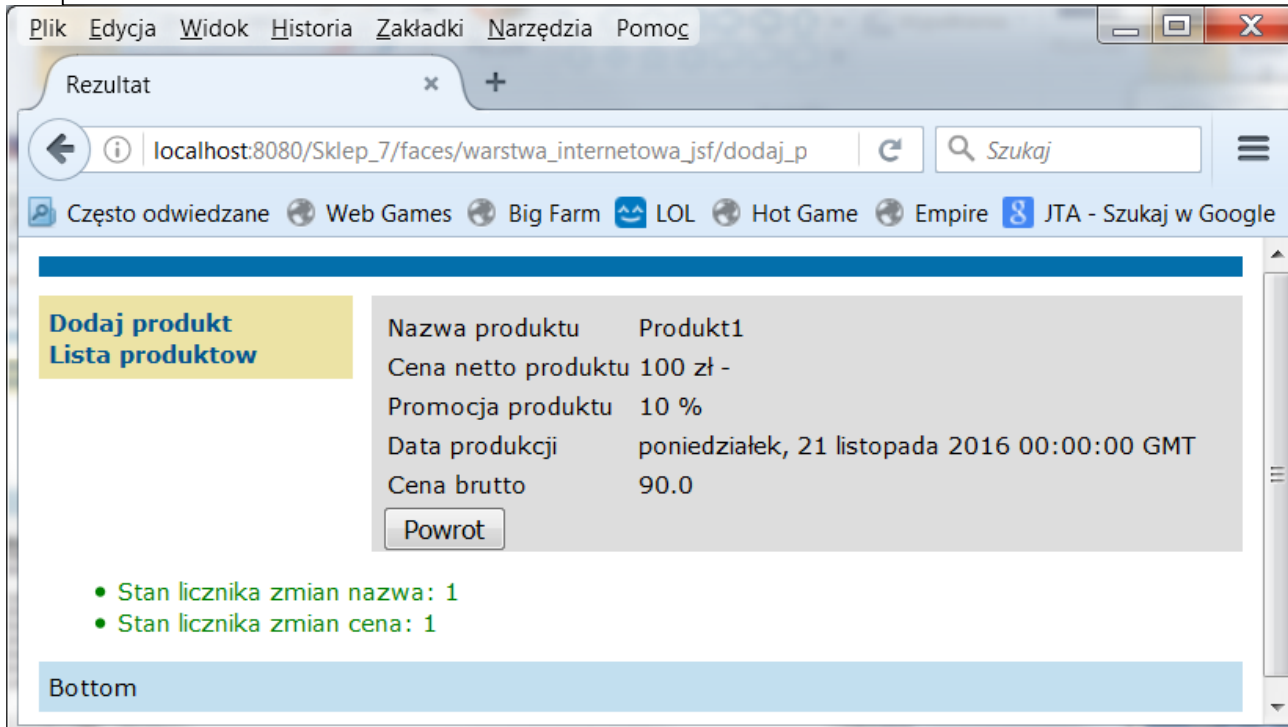 Plik Edycja Widok Historia Zakładki Narzędzia Pomoc
Rezultat
localhost:8080/Sklep_7/faces/warstwa_internetowa_jsf/dodaj_p
Szukaj
Często odwiedzane Web Games Big Farm LOL Hot Game Empire JTA - Szukaj w Google
Dodaj produkt
Lista produktow
Nazwa produktu Produkt1
Cena netto produktu 100 zł -
Promocja produktu 10 %
Data produkcji poniedziałek, 21 listopada 2016 00:00:00 GMT
Cena brutto 90.0
Powrot
• Stan licznika zmian nazwa: 1
• Stan licznika zmian cena: 1
Bottom